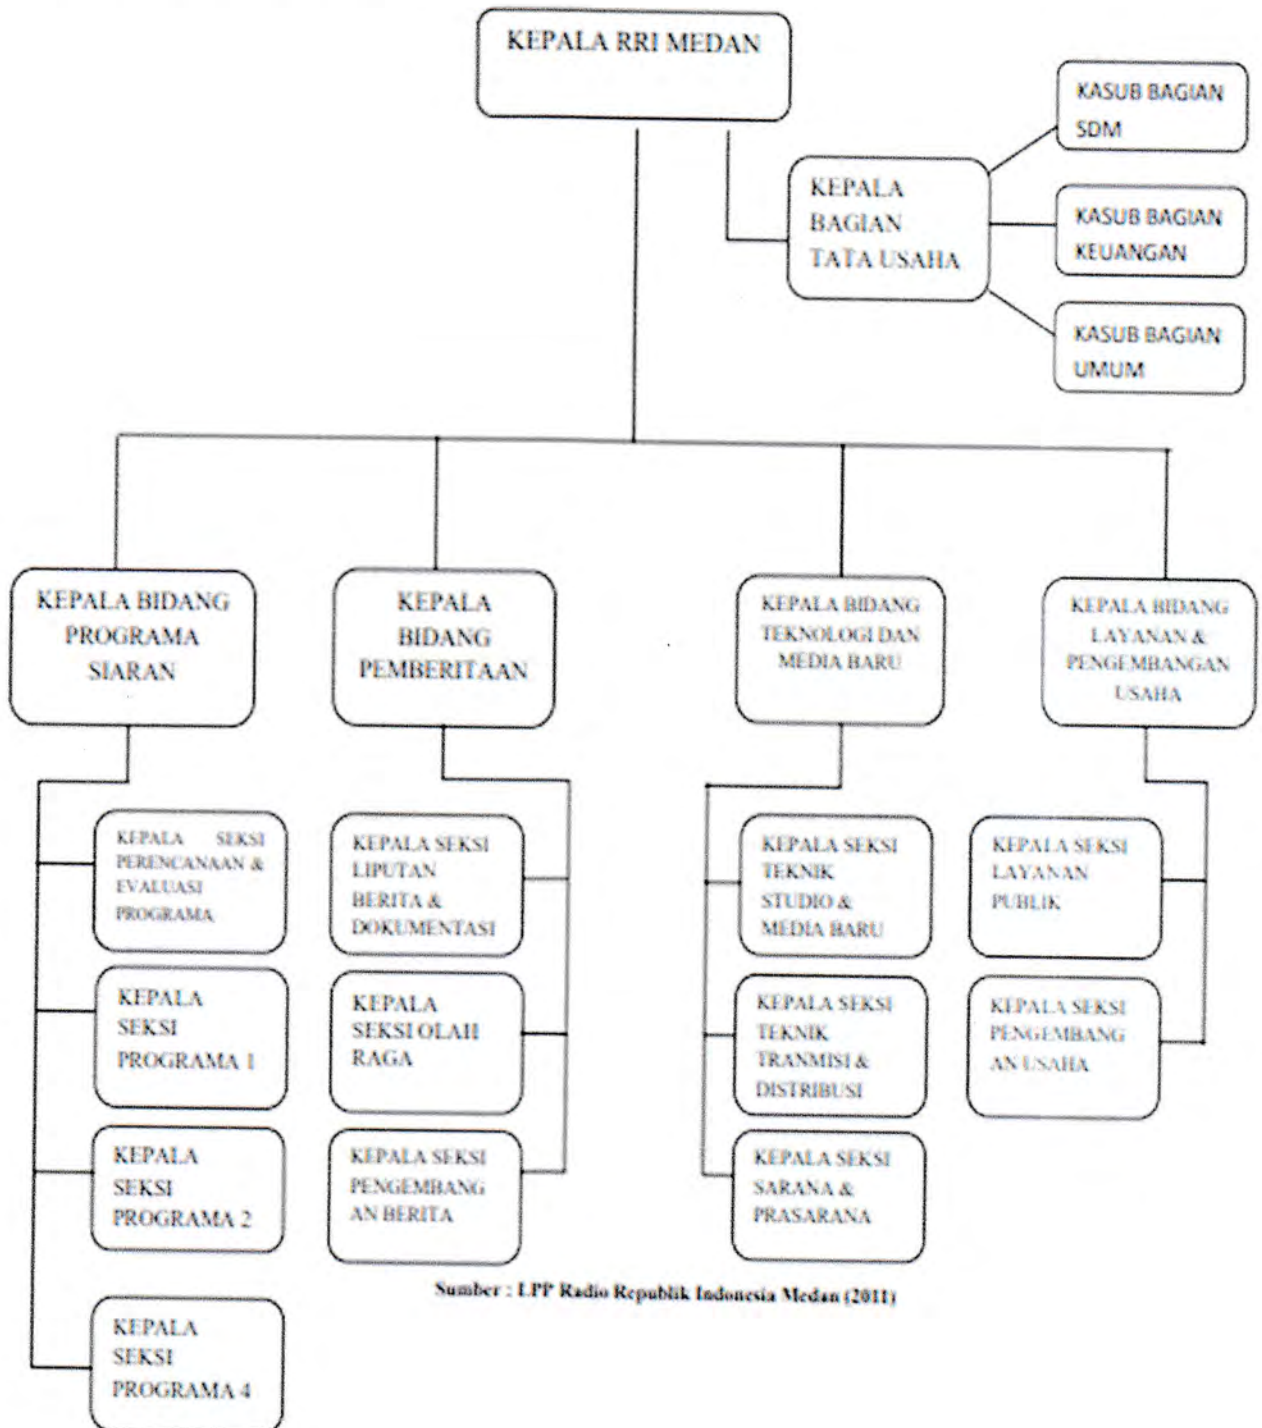 KEPALA RRI MEDAN
KASUB BAGIAN
SDM
KEPALA
BAGIAN
TATA USAHA
KASUB BAGIAN
KEUANGAN
KASUB BAGIAN
UMUM
KEPALA BIDANG
PROGRAMA
SIARAN
KEPALA
BIDANG
PEMBERITAAN
KEPALA BIDANG
TEKNOLOGI DAN
MEDIA BARU
KEPALA BIDANG
LAYANAN &
PENGEMBANGAN
USAHA
KEPALA SEKSI
PERENCANAAN &
EVALUASI
PROGRAMA
KEPALA
SEKSI
PROGRAMA 1
KEPALA
SEKSI
PROGRAMA 2
KEPALA
SEKSI
PROGRAMA 4
KEPALA SEKSI
LIPUTAN
BERITA &
DOKUMENTASI
KEPALA
SEKSI OLAH
RAGA
KEPALA SEKSI
PENGEMBANG
AN BERITA
KEPALA SEKSI
TEKNIK
STUDIO &
MEDIA BARU
KEPALA SEKSI
TEKNIK
TRANMISI &
DISTRIBUSI
KEPALA SEKSI
SARANA &
PRASARANA
KEPALA SEKSI
LAYANAN
PUBLIK
KEPALA SEKSI
PENGEMBANG
AN USAHA
Sumber : LPP Radio Republik Indonesia Medan (2011)